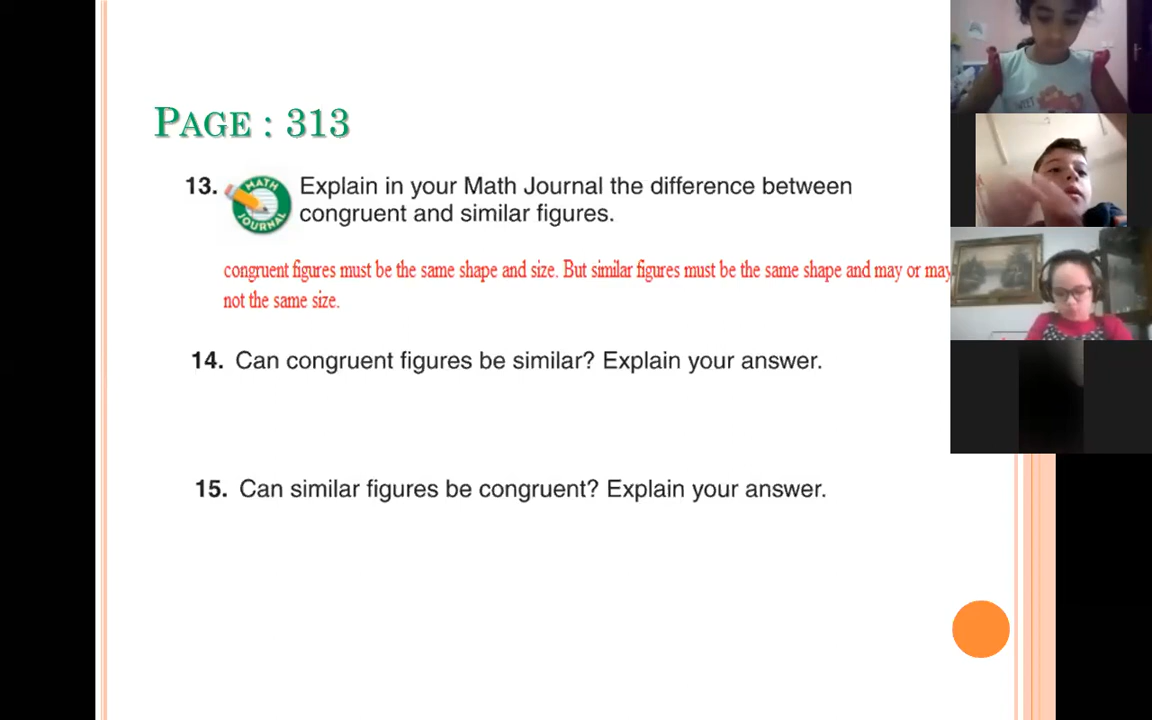 PAGE : 313
13. MATH JOURNAL Explain in your Math Journal the difference between
congruent and similar figures.
congruent figures must be the same shape and size. But similar figures must be the same shape and may or may
not the same size.
14. Can congruent figures be similar? Explain your answer.
15. Can similar figures be congruent? Explain your answer.
SWEET